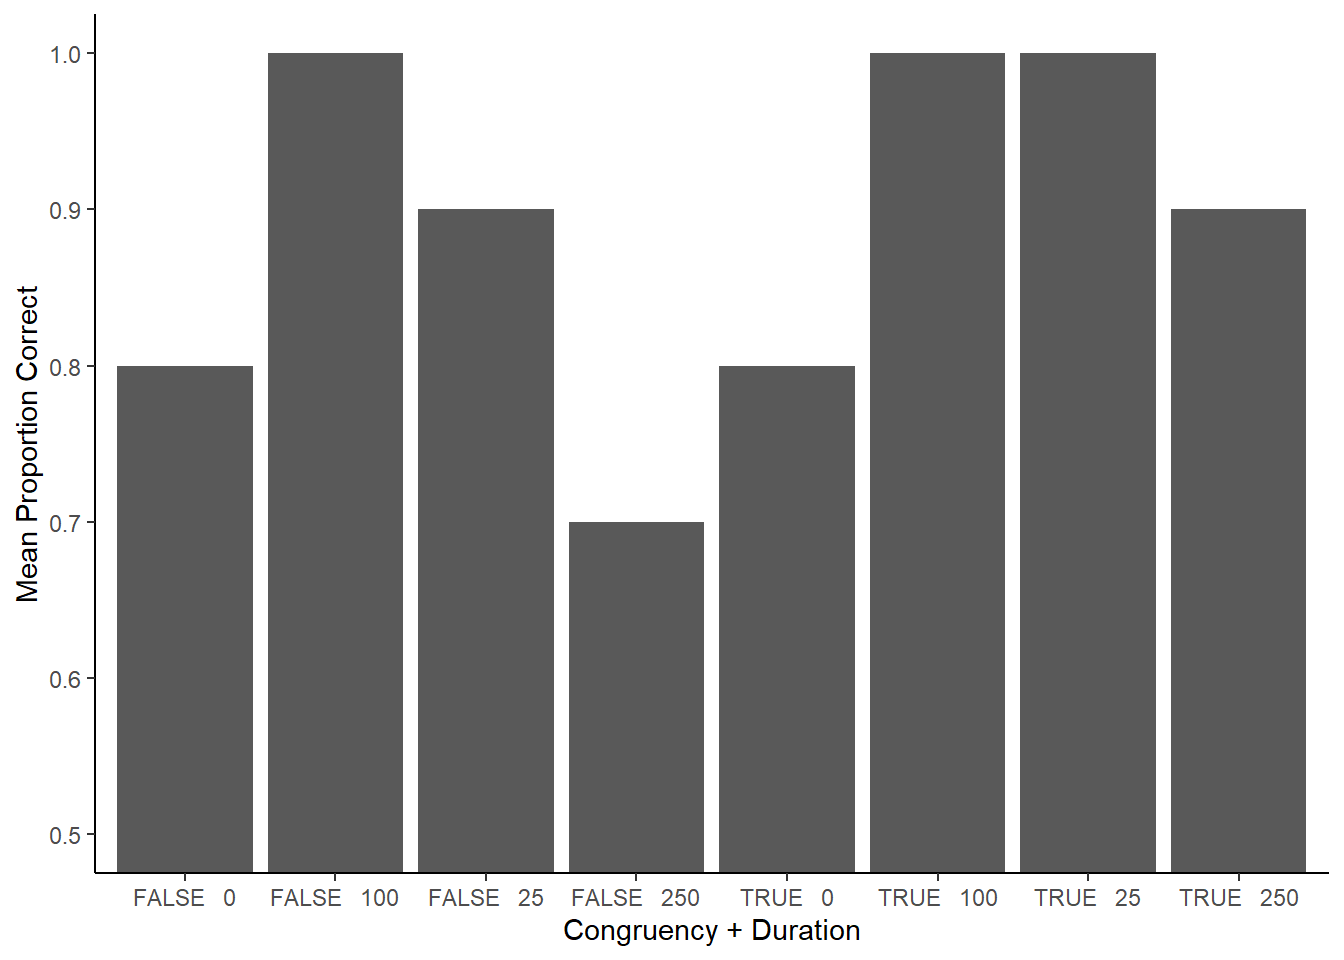 Mean Proportion Correct
1.0
0.9
0.8
0.7
0.6
0.5
FALSE 0 FALSE 100 FALSE 25 FALSE 250 TRUE 0 TRUE 100 TRUE 25 TRUE 250
Congruency + Duration